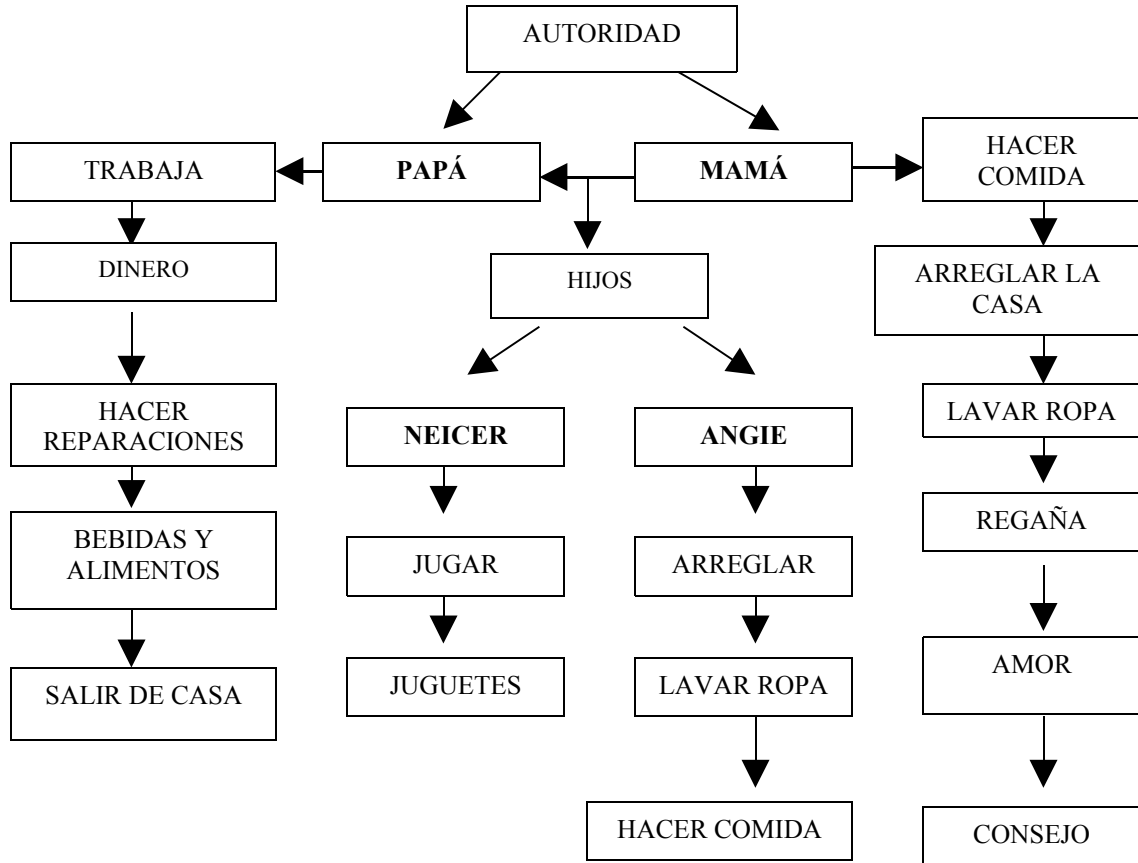 AUTORIDAD
TRABAJA
PAPÁ
MAMÁ
HACER
COMIDA
DINERO
HIJOS
ARREGLAR LA
CASA
HACER
REPARACIONES
NEICER
ANGIE
LAVAR ROPA
BEBIDAS Y
ALIMENTOS
JUGAR
ARREGLAR
REGAÑA
SALIR DE CASA
JUGUETES
LAVAR ROPA
AMOR
HACER COMIDA
CONSEJO